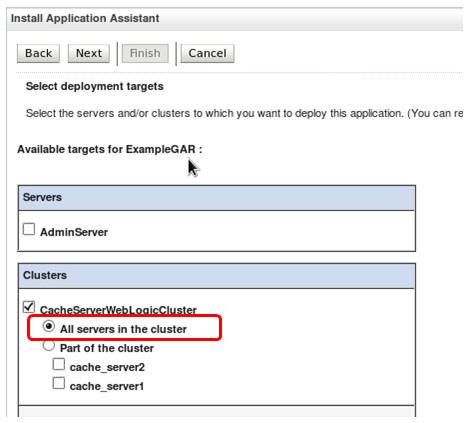 Install Application Assistant
Back Next Finish Cancel
Select deployment targets
Select the servers and/or clusters to which you want to deploy this application. (You can re
Available targets for ExampleGAR :
Servers
AdminServer
Clusters
CacheServerWebLogicCluster
All servers in the cluster
Part of the cluster
cache_server2
cache_server1